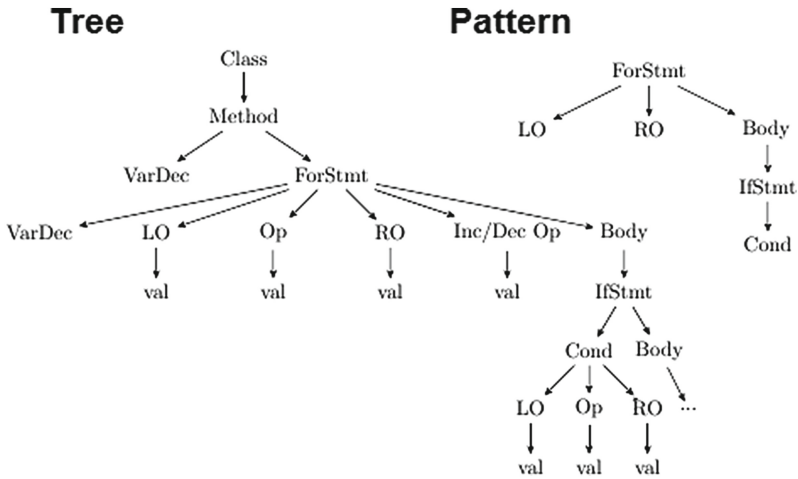 Tree Pattern
Class
ForStmt
Method
LO RO Body
VarDec ForStmt
IfStmt
VarDec LO Op RO Inc/Dec Op Body
Cond
val val val val IfStmt
Cond Body
LO Op RO ...
val val val